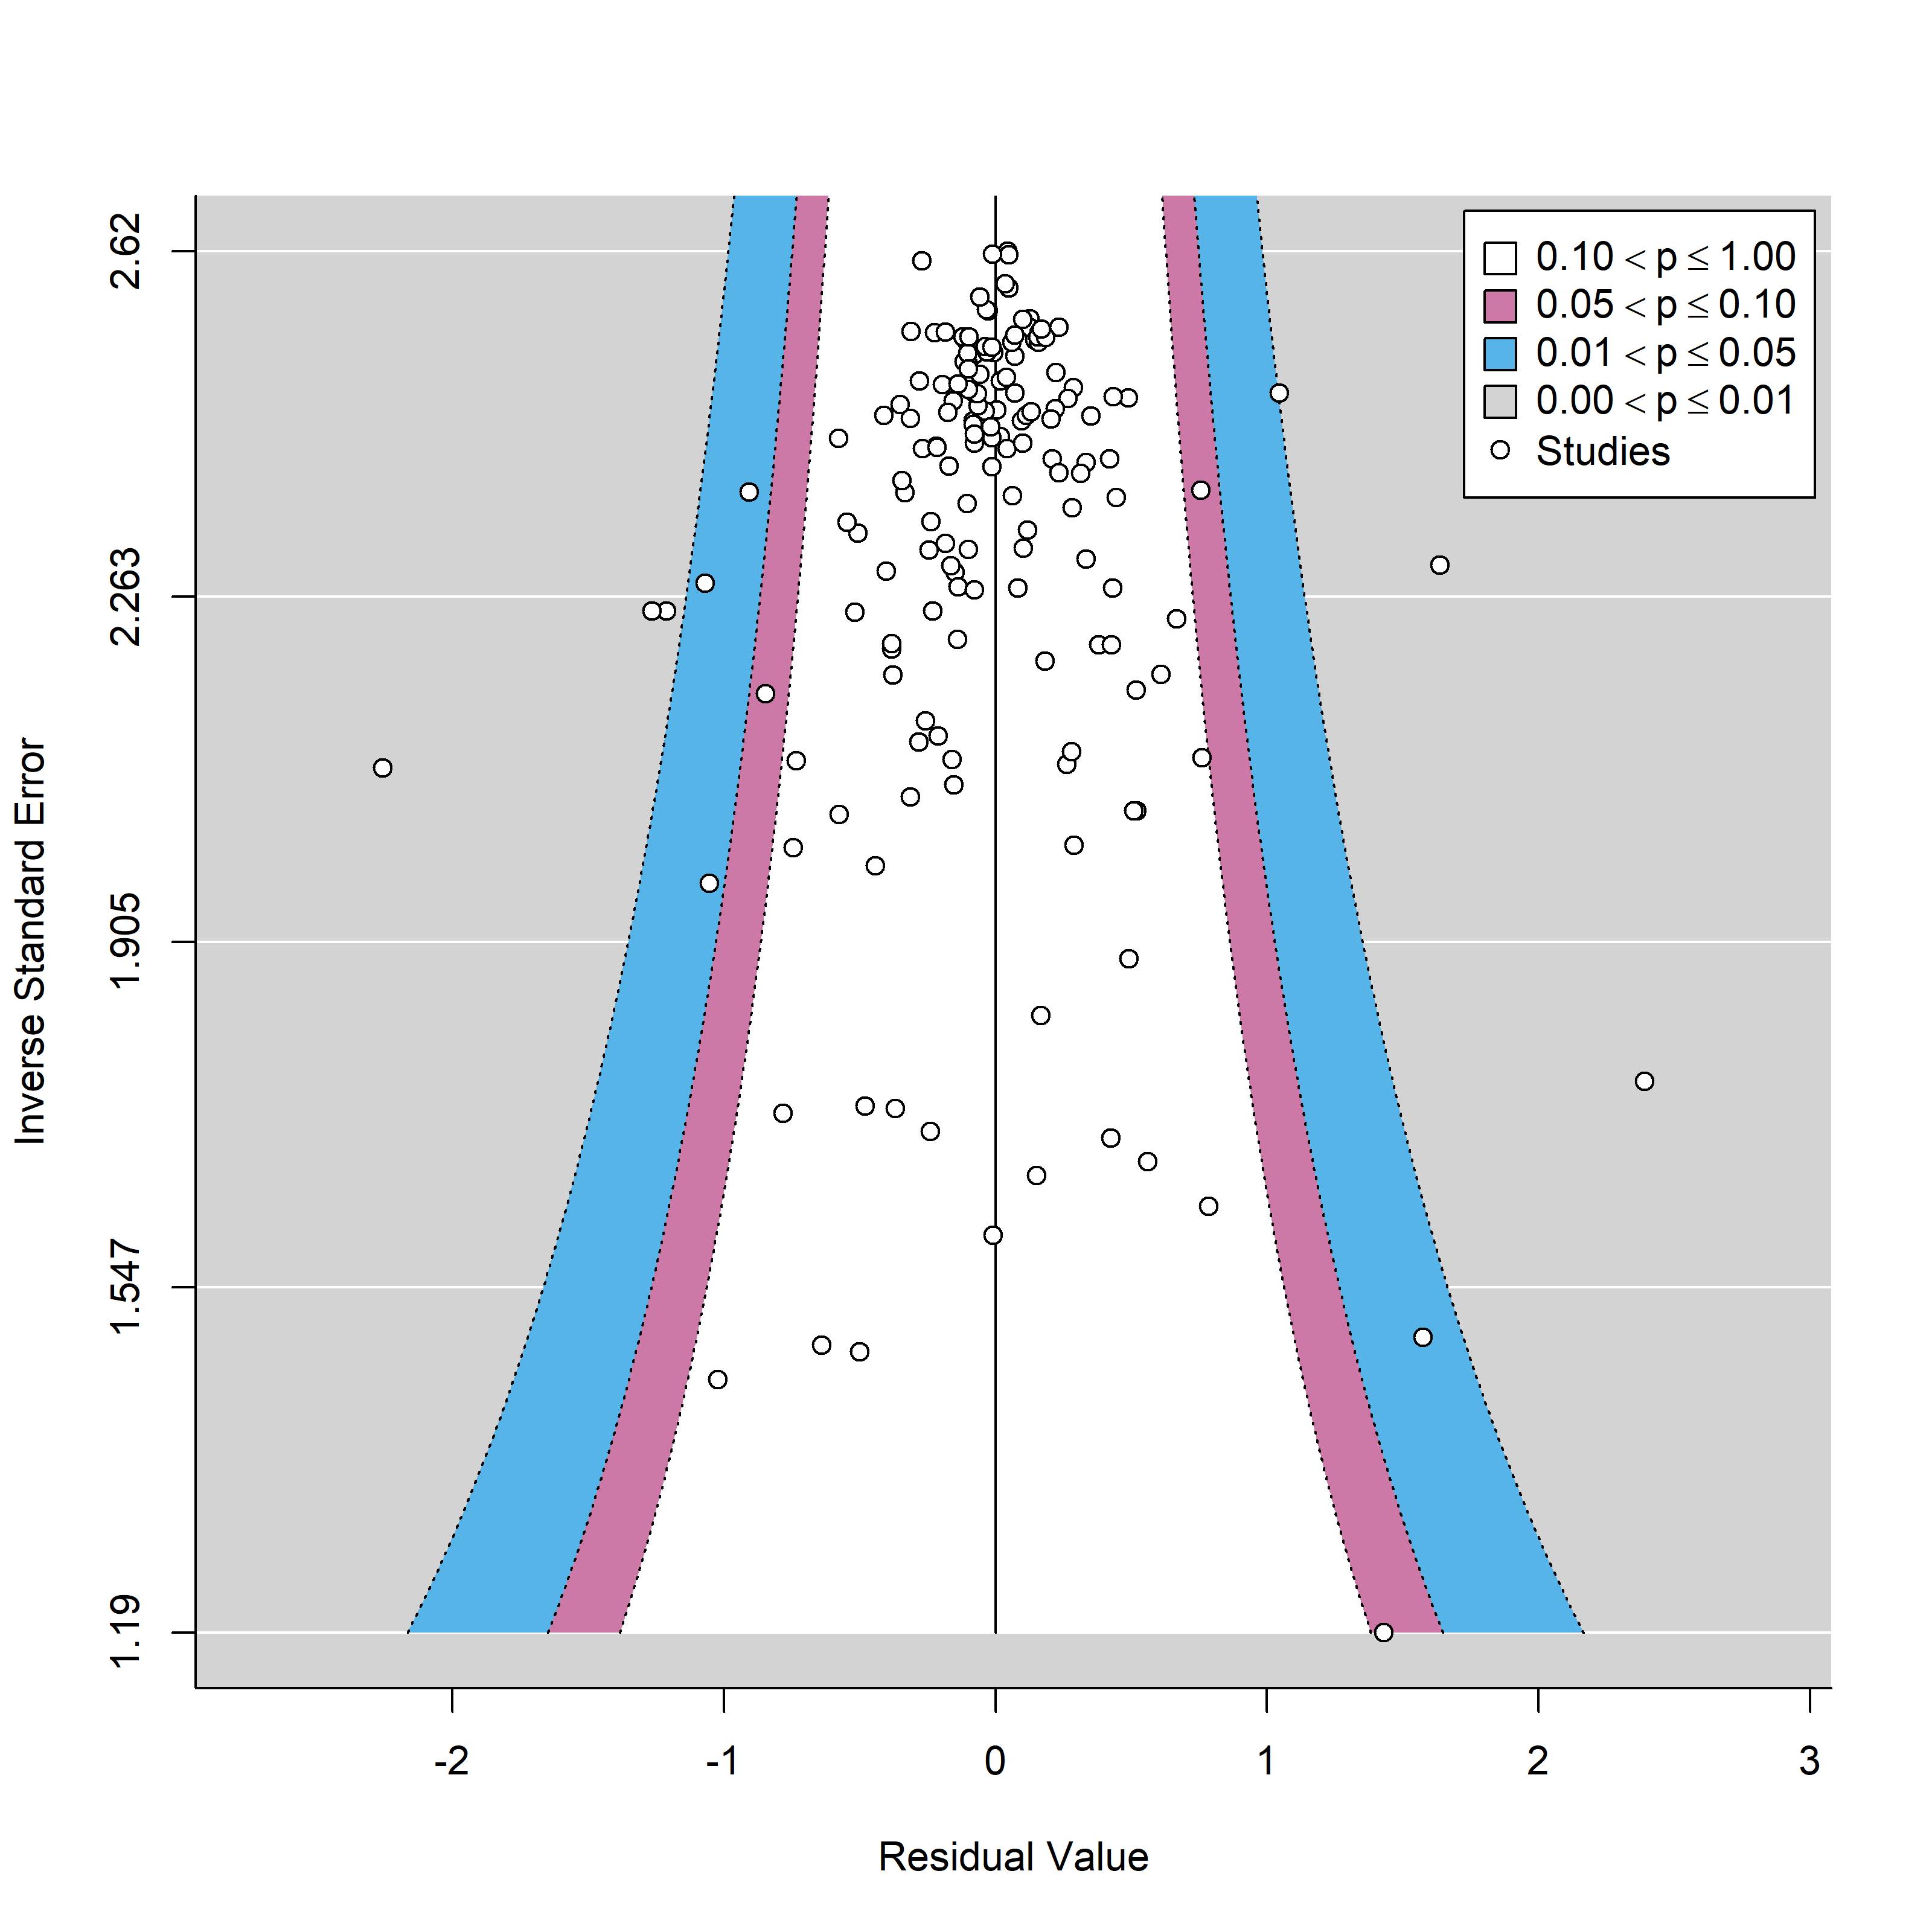 0.10 < p ≤ 1.00
0.05 < p ≤ 0.10
0.01 < p ≤ 0.05
0.00 < p ≤ 0.01
Studies
Inverse Standard Error
2.62
2.263
1.905
1.547
1.19
-2 -1 0 1 2 3
Residual Value